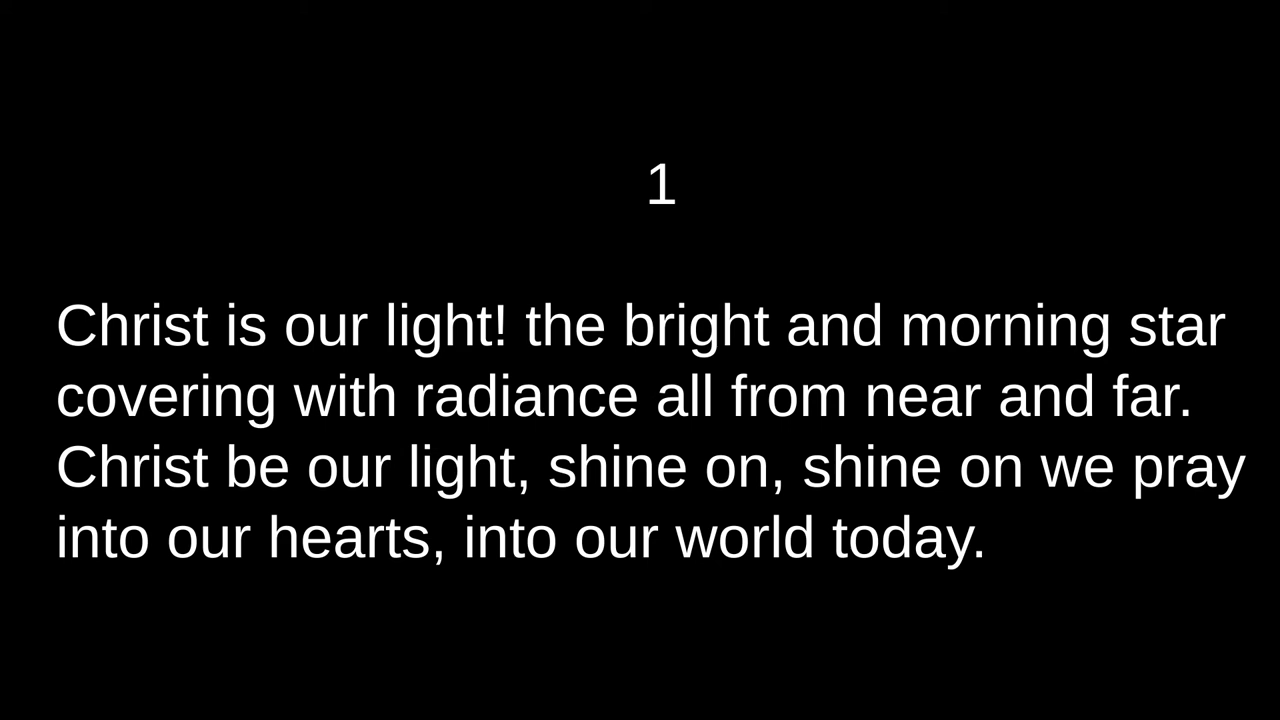 1
Christ is our light! the bright and morning star
covering with radiance all from near and far.
Christ be our light, shine on, shine on we pray
into our hearts, into our world today.